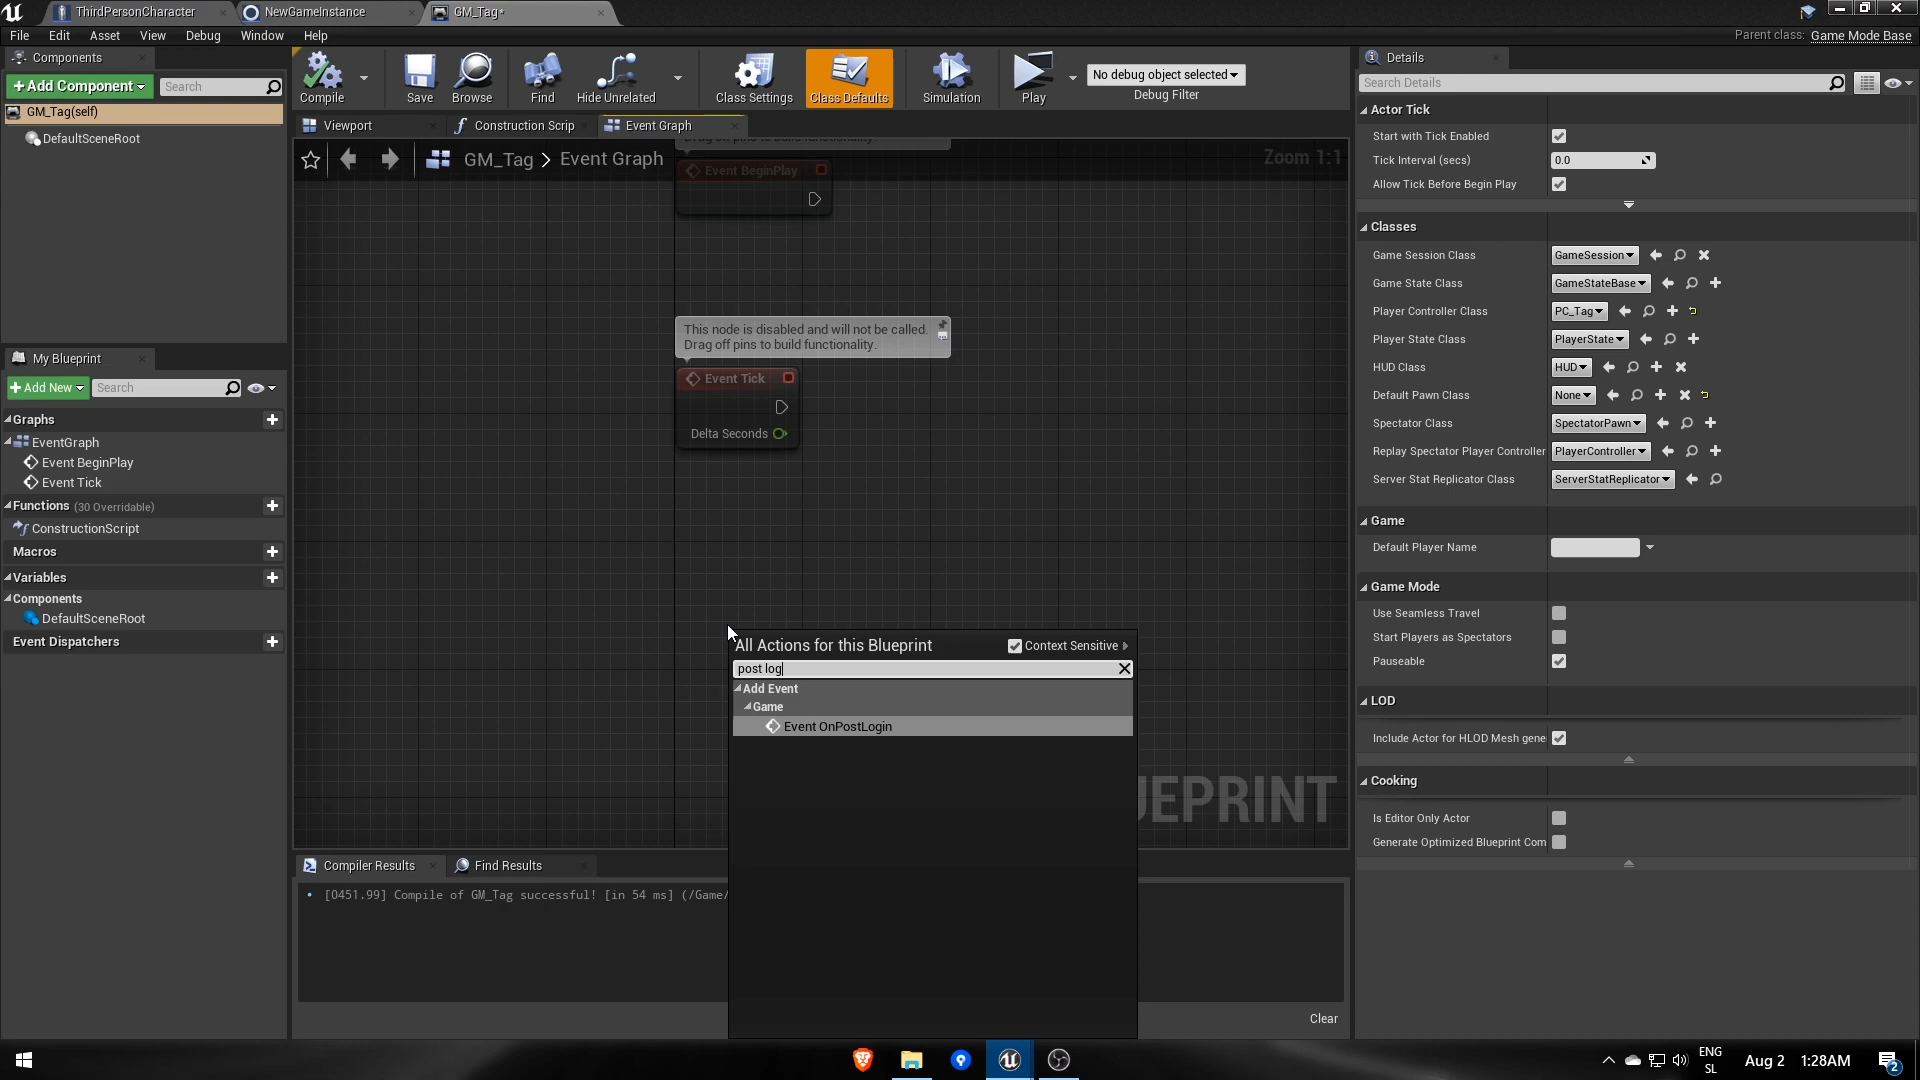 ThirdPersonCharacter
NewGameInstance
GM_Tag*
File Edit Asset View Debug Window Help
Parent class: Game Mode Base
Components
+Add Component
Search
GM_Tag(self)
DefaultSceneRoot
Compile
Save
Browse
Find
Hide Unrelated
Class Settings
Class Defaults
Simulation
Play
No debug object selected
Debug Filter
Viewport
Construction Scrip
Event Graph
GM_Tag > Event Graph
Zoom 1:1
Drag off pins to build functionality.
Event BeginPlay
This node is disabled and will not be called.
Drag off pins to build functionality.
Event Tick
Delta Seconds
My Blueprint
+Add New
Search
Graphs
EventGraph
Event BeginPlay
Event Tick
Functions (30 Overridable)
ConstructionScript
Macros
Variables
Components
DefaultSceneRoot
Event Dispatchers
All Actions for this Blueprint
Context Sensitive
post log
Add Event
Game
Event OnPostLogin
UEPRINT
Compiler Results
Find Results
[0451.99] Compile of GM_Tag successful! [in 54 ms] (/Game/
Clear
Details
Search Details
Actor Tick
Start with Tick Enabled
Tick Interval (secs) 0.0
Allow Tick Before Begin Play
Classes
Game Session Class GameSession
Game State Class GameStateBase
Player Controller Class PC_Tag
Player State Class PlayerState
HUD Class HUD
Default Pawn Class None
Spectator Class SpectatorPawn
Replay Spectator Player Controller PlayerController
Server Stat Replicator Class ServerStatReplicator
Game
Default Player Name
Game Mode
Use Seamless Travel
Start Players as Spectators
Pauseable
LOD
Include Actor for HLOD Mesh gene
Cooking
Is Editor Only Actor
Generate Optimized Blueprint Com
ENG
SL
Aug 2 1:28AM
2